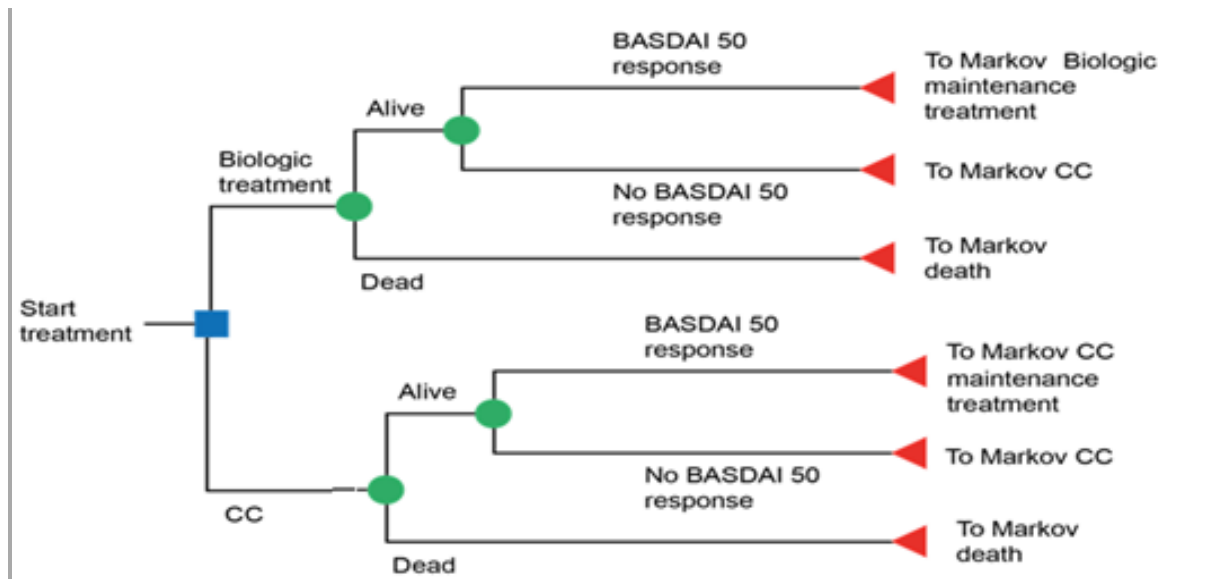 BASDAI 50
response
To Markov Biologic
maintenance
treatment
Alive
Biologic
treatment
To Markov CC
No BASDAI 50
response
To Markov
death
Dead
Start
treatment
BASDAI 50
response
To Markov CC
maintenance
treatment
Alive
To Markov CC
No BASDAI 50
response
CC
To Markov
death
Dead